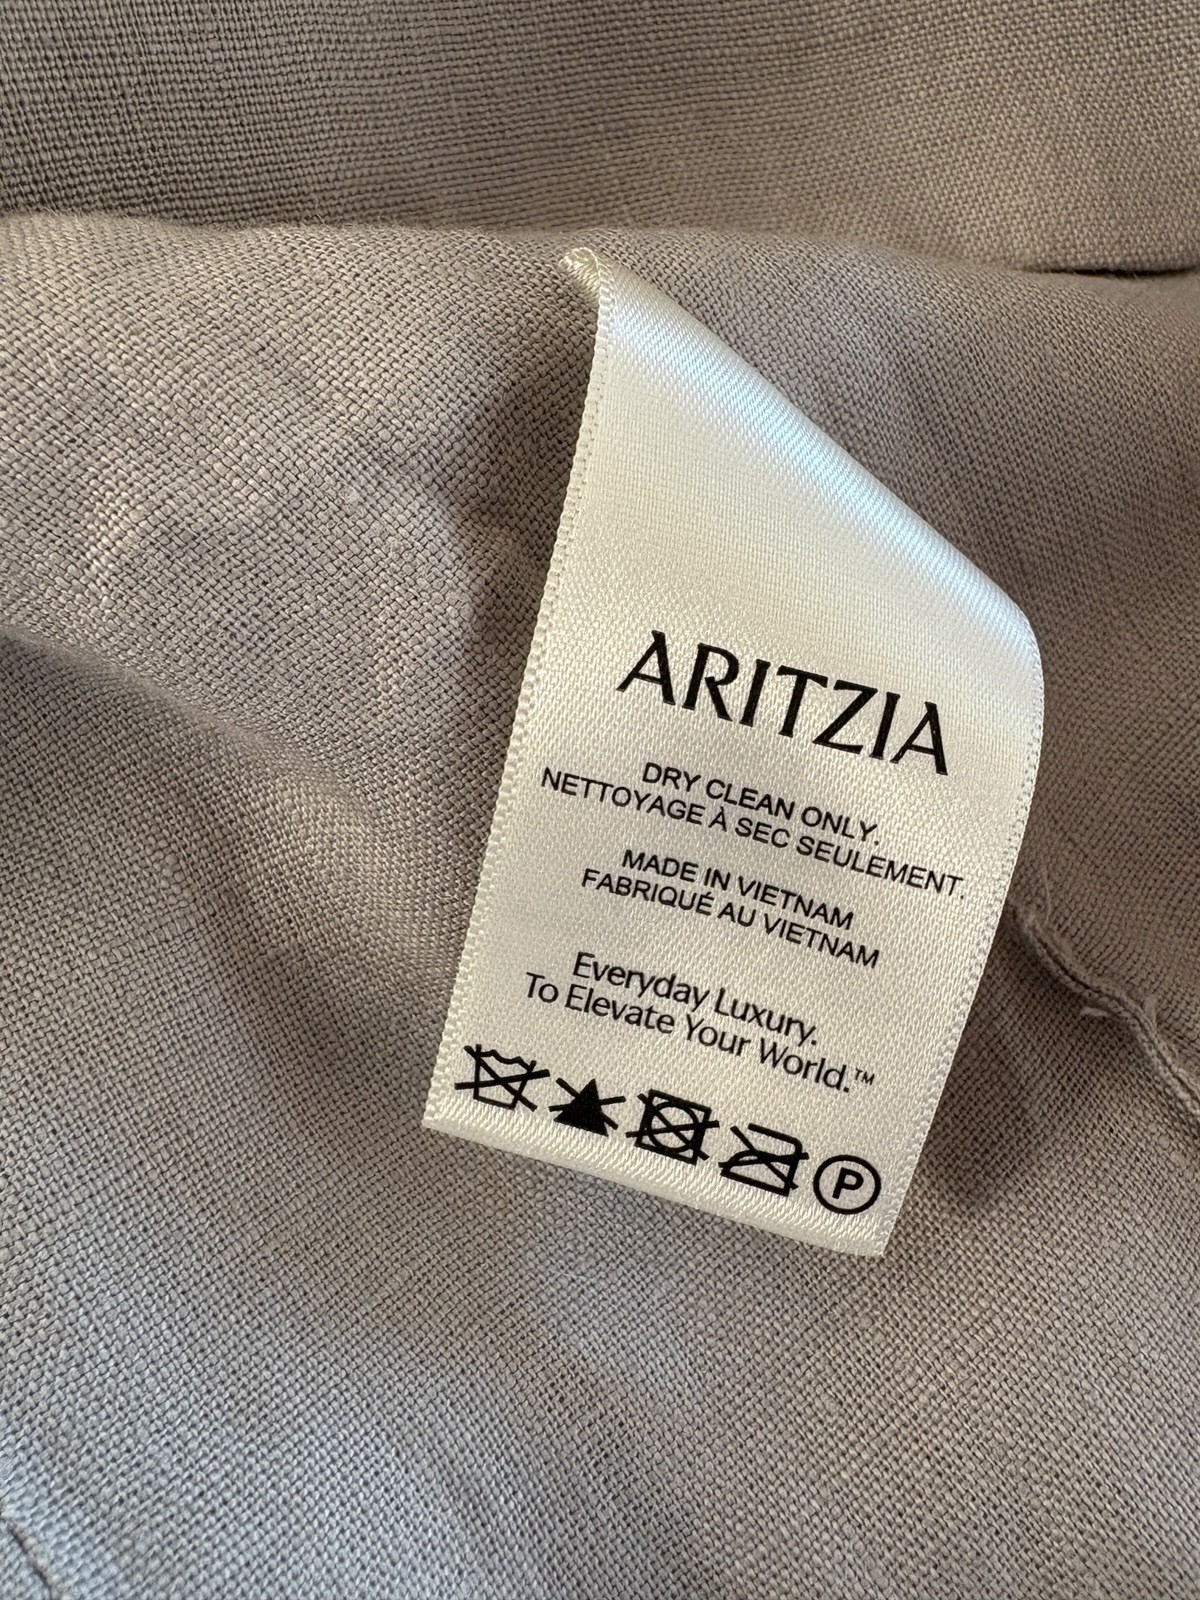 ARITZIA
DRY CLEAN ONLY.
NETTOYAGE À SEC SEULEMENT.
MADE IN VIETNAM
FABRIQUÉ AU VIETNAM
Everyday Luxury.
To Elevate Your World.™
P